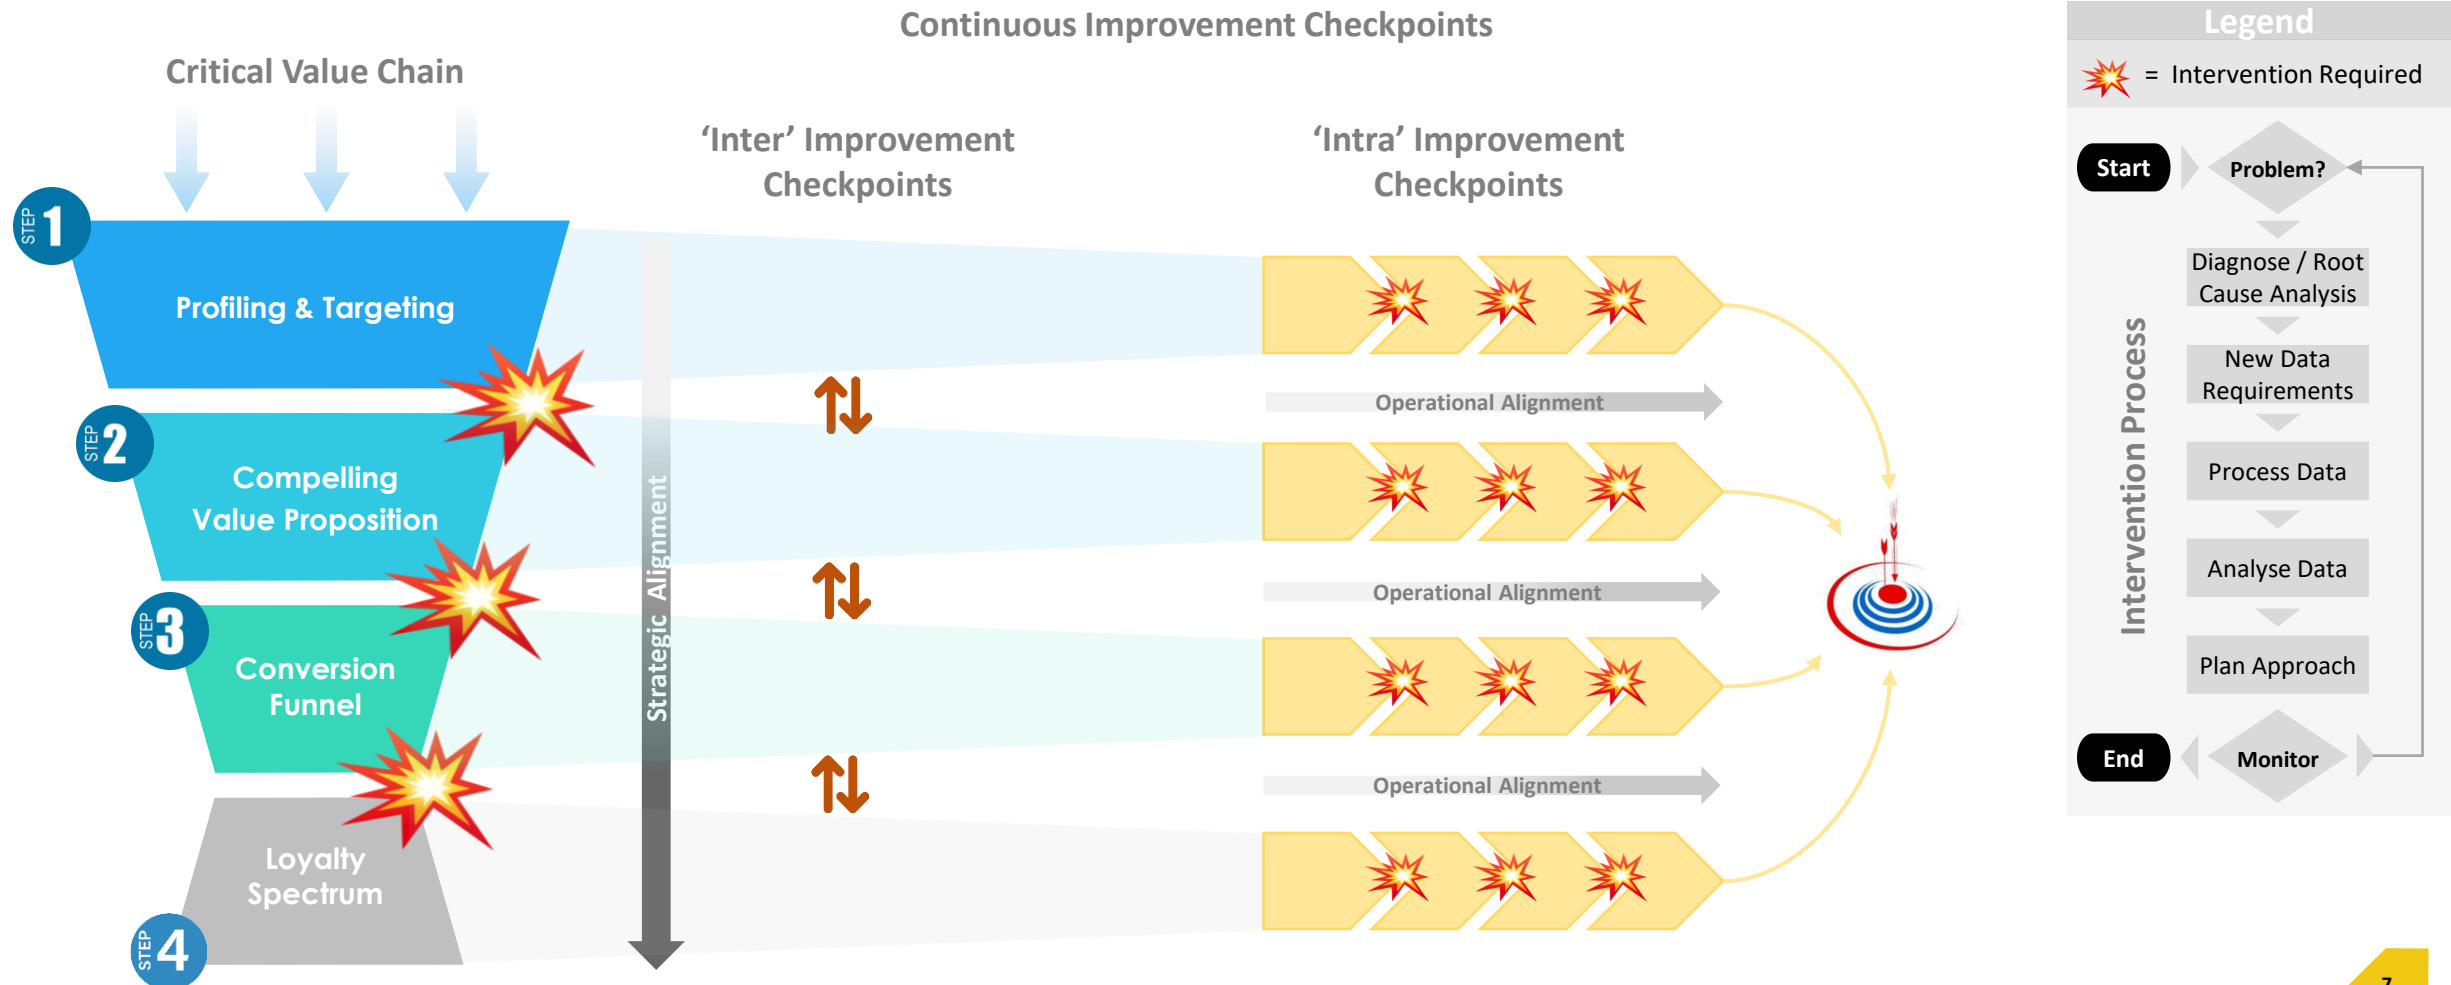 Continuous Improvement Checkpoints
Critical Value Chain
'Inter' Improvement
Checkpoints
'Intra' Improvement
Checkpoints
STEP 1
Profiling & Targeting
STEP 2
Compelling
Value Proposition
STEP 3
Conversion
Funnel
STEP 4
Loyalty
Spectrum
Strategic Alignment
Operational Alignment
Operational Alignment
Operational Alignment
Legend
= Intervention Required
Intervention Process
Start
Problem?
Diagnose / Root
Cause Analysis
New Data
Requirements
Process Data
Analyse Data
Plan Approach
End
Monitor
7